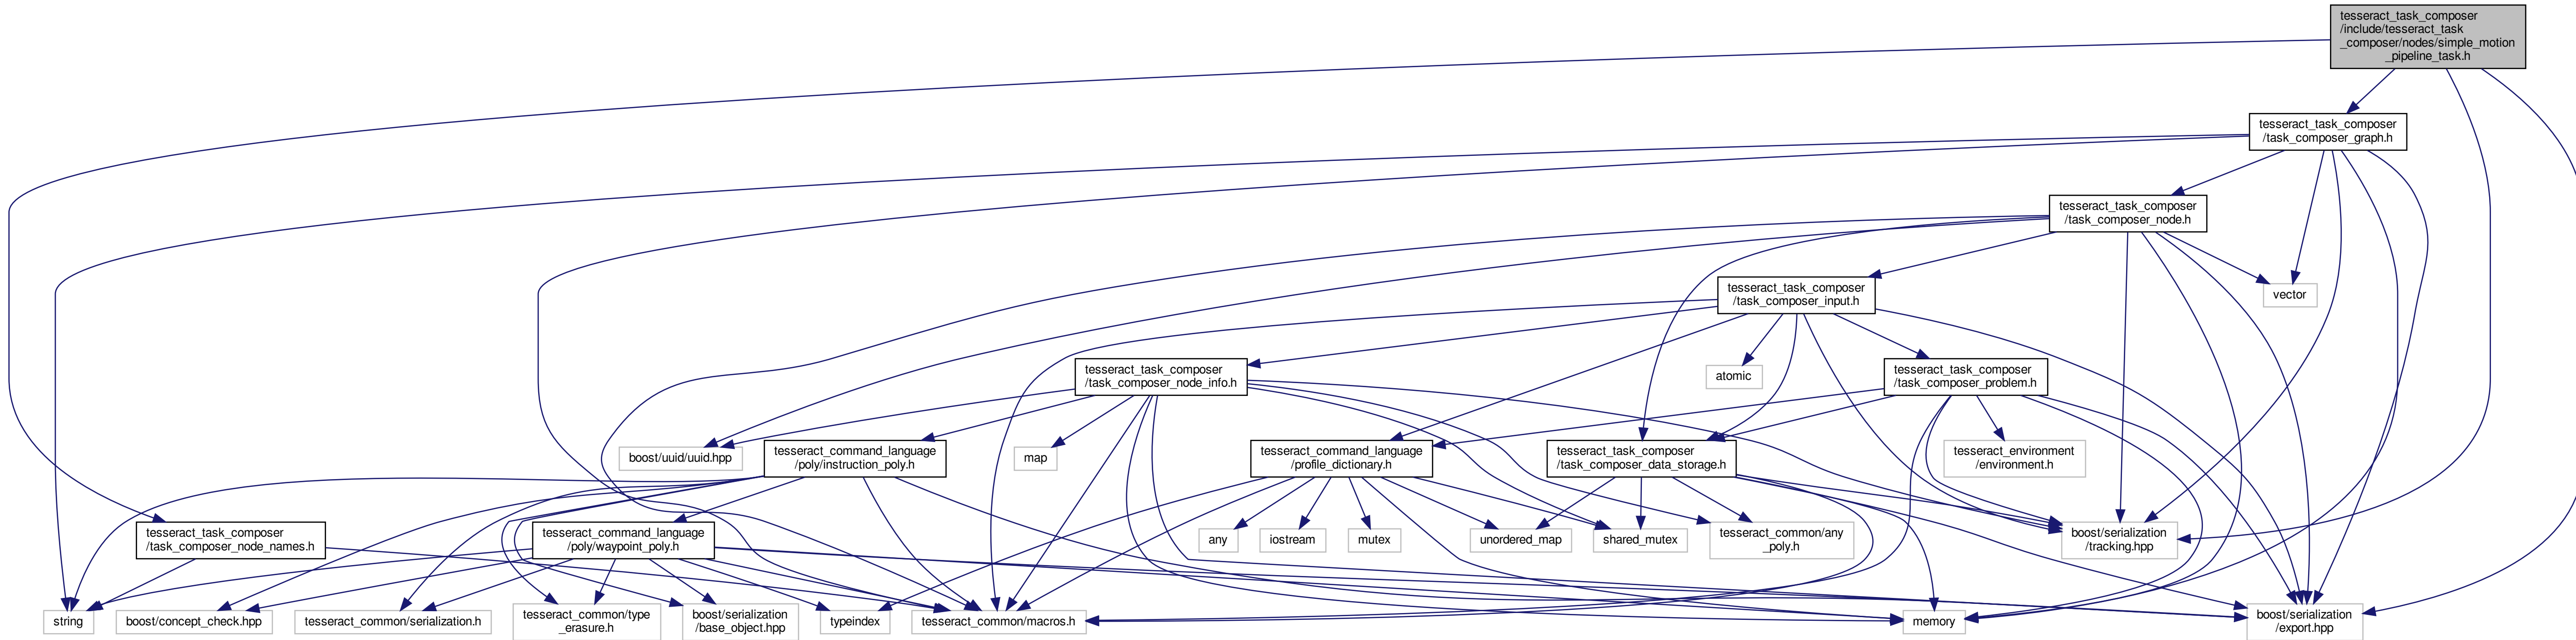 tesseract_task_composer
/include/tesseract_task
_composer/nodes/simple_motion
_pipeline_task.h
tesseract_task_composer
/task_composer_graph.h
tesseract_task_composer
/task_composer_node.h
tesseract_task_composer
/task_composer_input.h
vector
tesseract_task_composer
/task_composer_node_info.h
atomic
tesseract_task_composer
/task_composer_problem.h
boost/uuid/uuid.hpp
tesseract_command_language
/poly/instruction_poly.h
map
tesseract_command_language
/profile_dictionary.h
tesseract_task_composer
/task_composer_data_storage.h
tesseract_environment
/environment.h
tesseract_task_composer
/task_composer_node_names.h
tesseract_command_language
/poly/waypoint_poly.h
any
iostream
mutex
unordered_map
shared_mutex
tesseract_common/any
_poly.h
boost/serialization
/tracking.hpp
string
boost/concept_check.hpp
tesseract_common/serialization.h
tesseract_common/type
_erasure.h
boost/serialization
/base_object.hpp
typeindex
tesseract_common/macros.h
memory
boost/serialization
/export.hpp